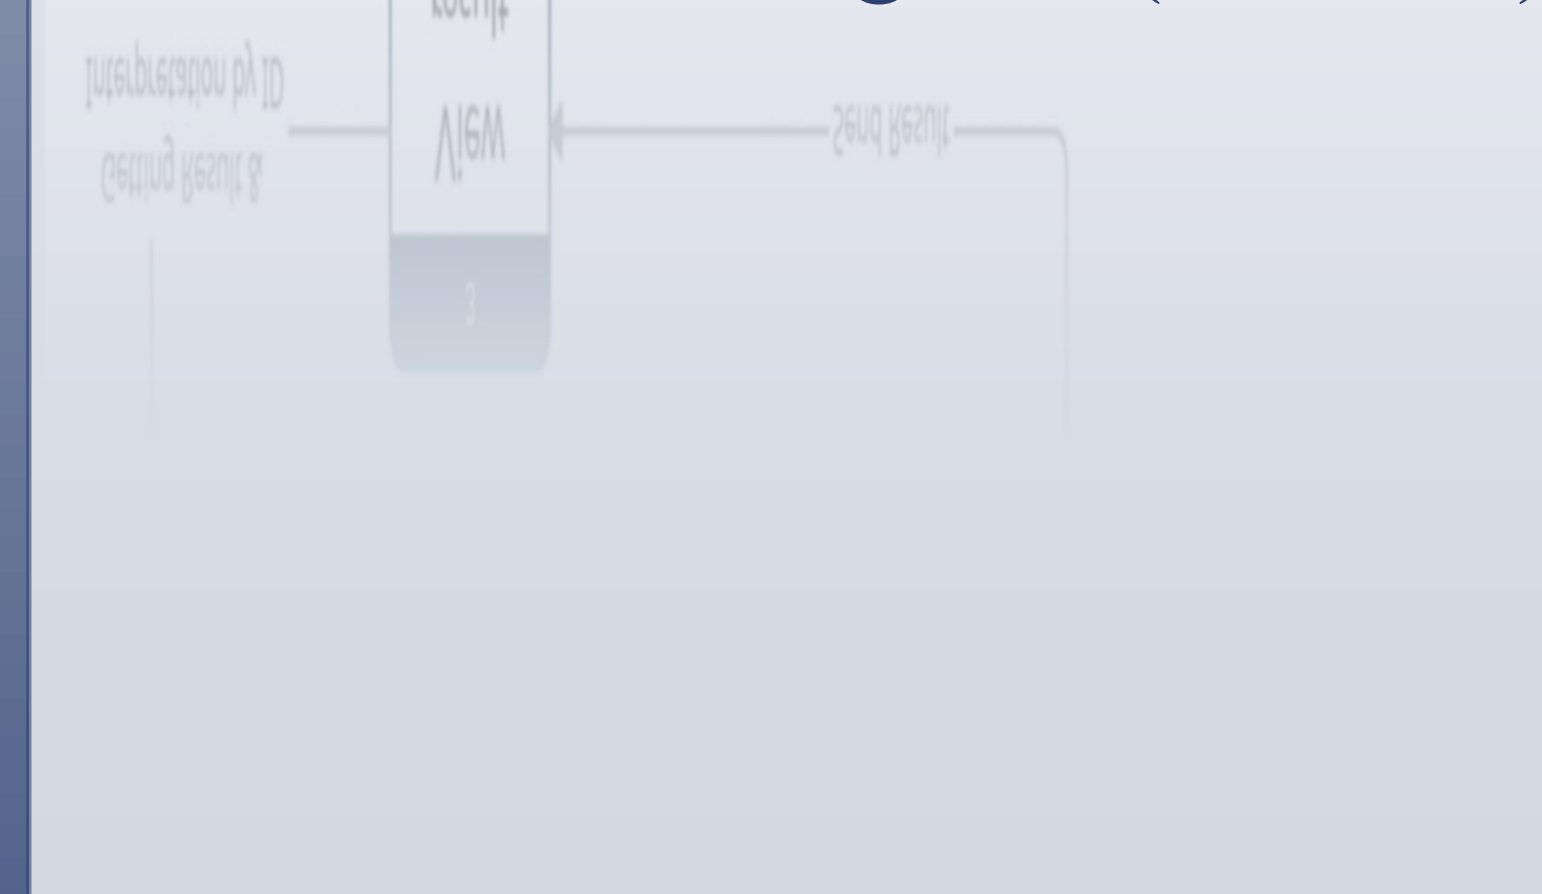 Interpretation by ID
Getting Result &
View
3
Send Result